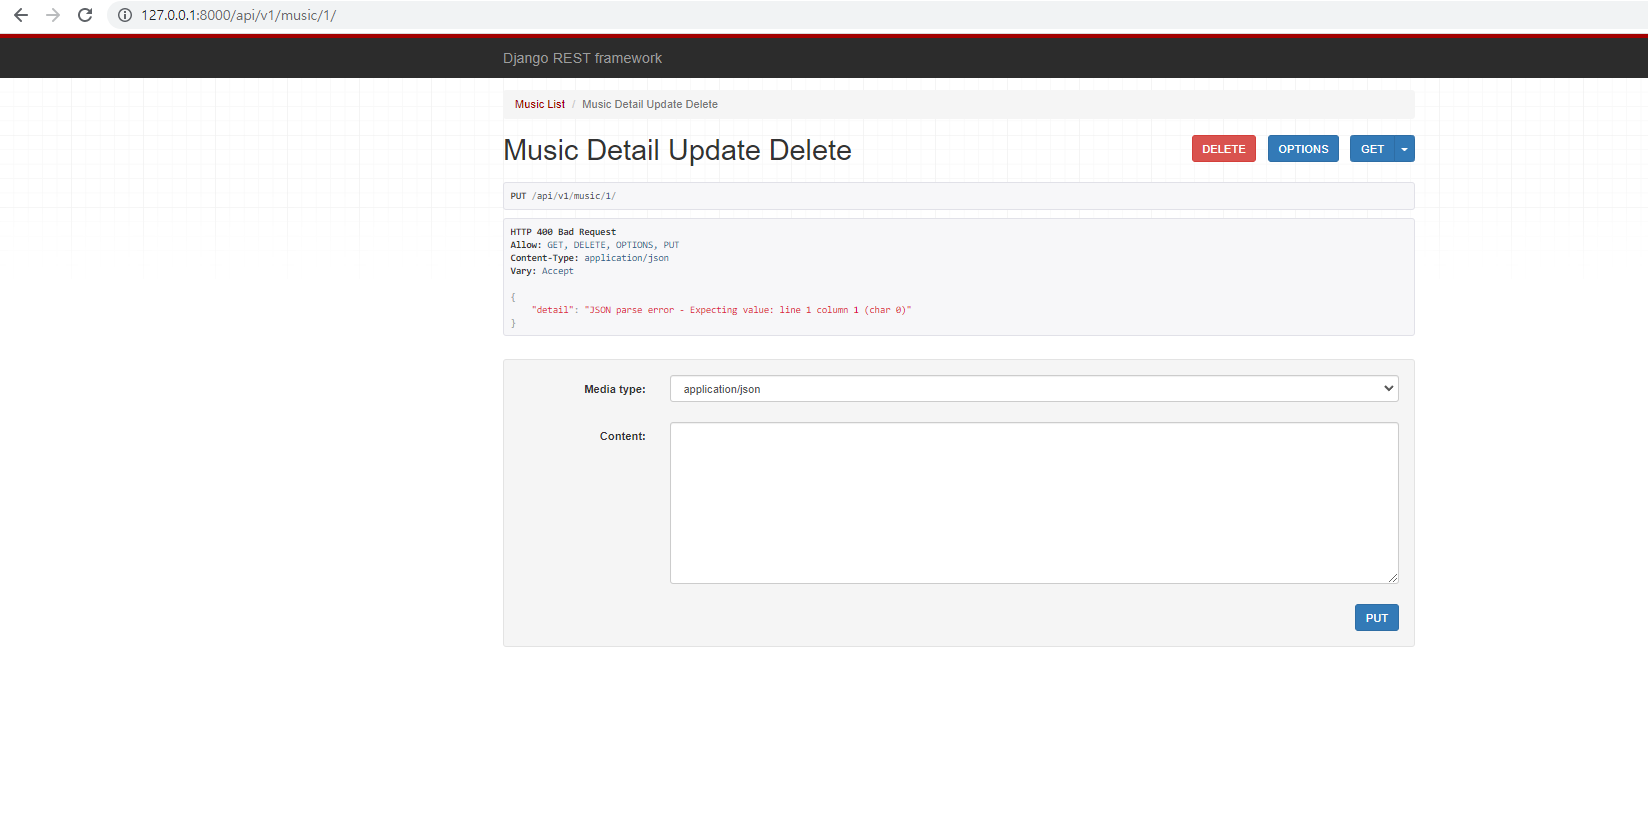 127.0.0.1:8000/api/v1/music/1/
Django REST framework
Music List / Music Detail Update Delete
Music Detail Update Delete
DELETE OPTIONS GET
PUT /api/v1/music/1/
HTTP 400 Bad Request
Allow: GET, DELETE, OPTIONS, PUT
Content-Type: application/json
Vary: Accept
{
"detail": "JSON parse error - Expecting value: line 1 column 1 (char 0)"
}
Media type: application/json
Content:
PUT